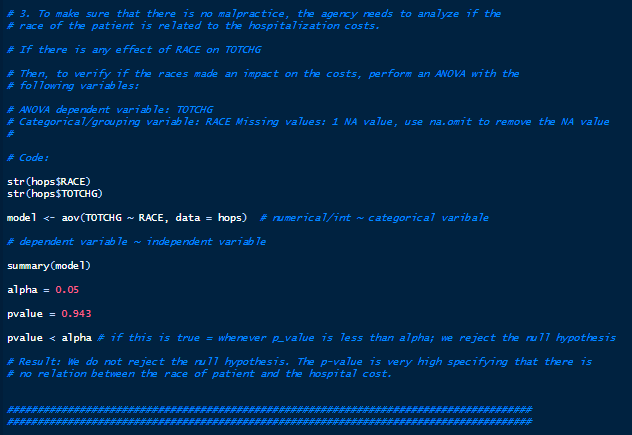 # 3. To make sure that there is no malpractice, the agency needs to analyze if the
# race of the patient is related to the hospitalization costs.
# If there is any effect of RACE on TOTCHG
# Then, to verify if the races made an impact on the costs, perform an ANOVA with the
# following variables:
# ANOVA dependent variable: TOTCHG
# Categorical/grouping variable: RACE Missing values: 1 NA value, use na.omit to remove the NA value
#
# Code:
str(hops$RACE)
str(hops$TOTCHG)
model <- aov(TOTCHG ~ RACE, data = hops)  # numerical/int ~ categorical varibale
# dependent variable ~ independent variable
summary(model)
alpha = 0.05
pvalue = 0.943
pvalue < alpha # if this is true = whenever p_value is less than alpha; we reject the null hypothesis
# Result: We do not reject the null hypothesis. The p-value is very high specifying that there is
# no relation between the race of patient and the hospital cost.
################################################################################
################################################################################